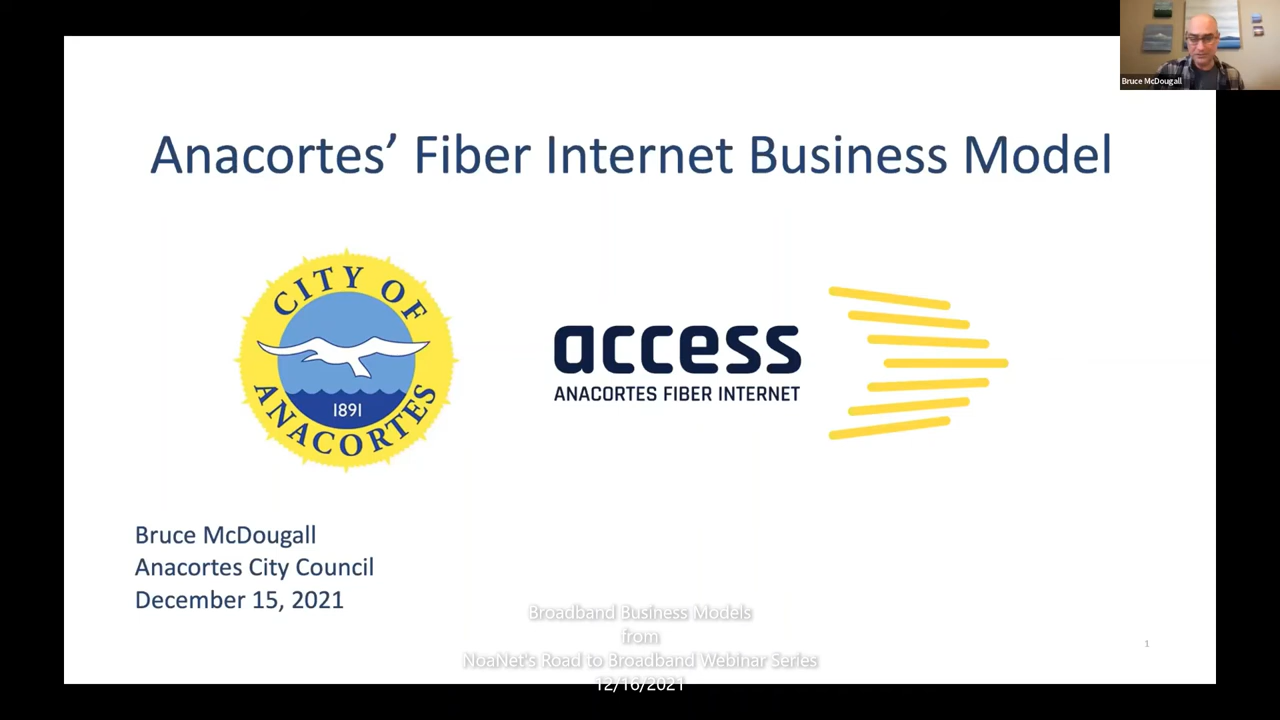 Bruce McDougall
Anacortes’ Fiber Internet Business Model
CITY OF
ANACORTES
1891
access
ANACORTES FIBER INTERNET
Bruce McDougall
Anacortes City Council
December 15, 2021
Broadband Business Models
from
NoaNet's Road to Broadband Webinar Series
12/16/2021
1